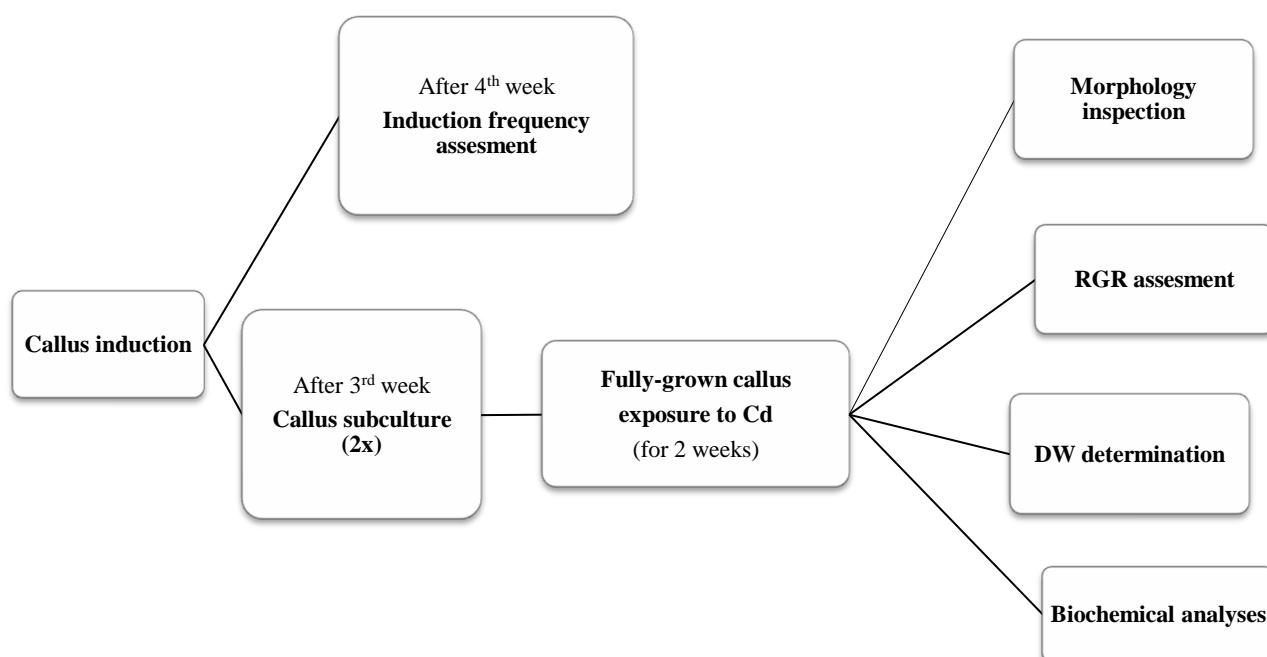 After 4th week
Induction frequency
assesment
Callus induction
After 3rd week
Callus subculture
(2x)
Fully-grown callus
exposure to Cd
(for 2 weeks)
Morphology
inspection
RGR assesment
DW determination
Biochemical analyses